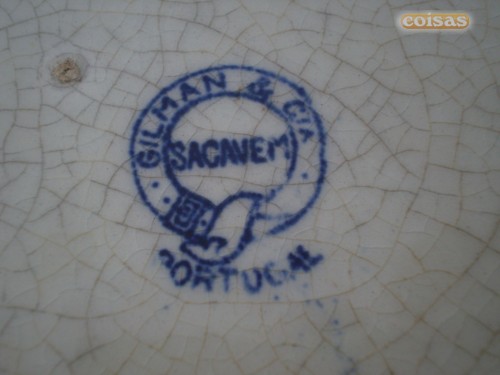 coisas
GILMAN & CIA
SACAVEM
PORTUGAL